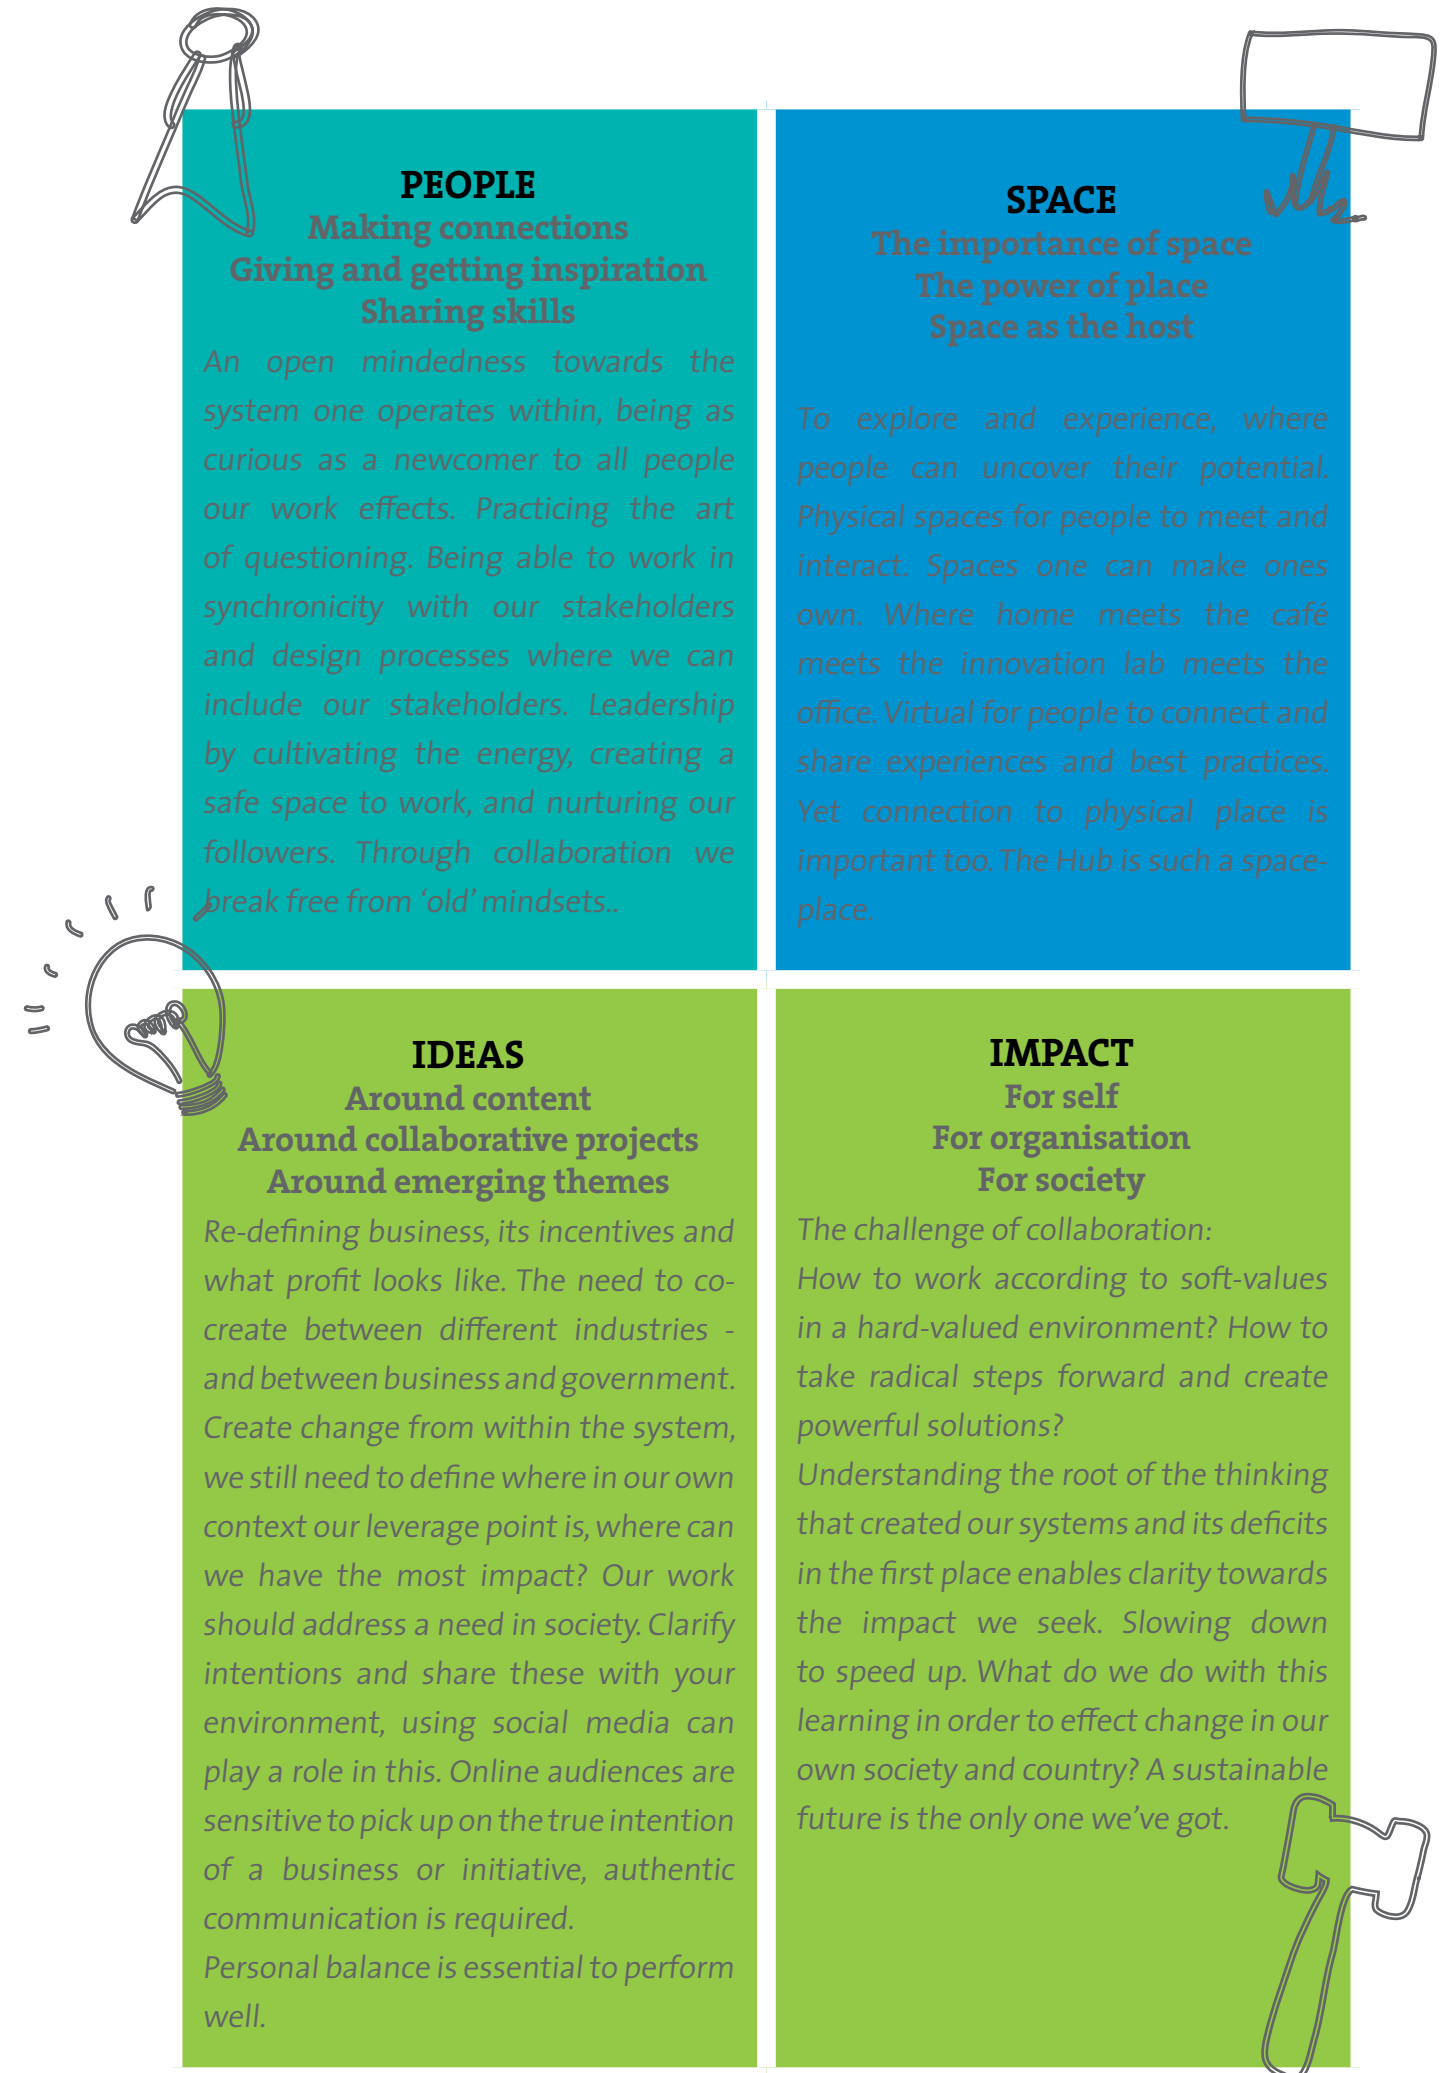 PEOPLE
Making connections
Giving and getting inspiration
Sharing skills
An open mindedness towards the
system one operates within, being as
curious as a newcomer to all people
our work effects. Practicing the art
of questioning. Being able to work in
synchronicity with our stakeholders
and design processes where we can
include our stakeholders. Leadership
by cultivating the energy, creating a
safe space to work, and nurturing our
followers. Through collaboration we
break free from ‘old’ mindsets..
SPACE
The importance of space
The power of place
Space as the host
To explore and experience, where
people can uncover their potential.
Physical spaces for people to meet and
interact. Spaces one can make ones
own. Where home meets the café
meets the innovation lab meets the
office. Virtual for people to connect and
share experiences and best practices.
Yet connection to physical place is
important too. The Hub is such a space-
place.
IDEAS
Around content
Around collaborative projects
Around emerging themes
Re-defining business, its incentives and
what profit looks like. The need to co-
create between different industries -
and between business and government.
Create change from within the system,
we still need to define where in our own
context our leverage point is, where can
we have the most impact? Our work
should address a need in society. Clarify
intentions and share these with your
environment, using social media can
play a role in this. Online audiences are
sensitive to pick up on the true intention
of a business or initiative, authentic
communication is required.
Personal balance is essential to perform
well.
IMPACT
For self
For organisation
For society
The challenge of collaboration:
How to work according to soft-values
in a hard-valued environment? How to
take radical steps forward and create
powerful solutions?
Understanding the root of the thinking
that created our systems and its deficits
in the first place enables clarity towards
the impact we seek. Slowing down
to speed up. What do we do with this
learning in order to effect change in our
own society and country? A sustainable
future is the only one we’ve got.